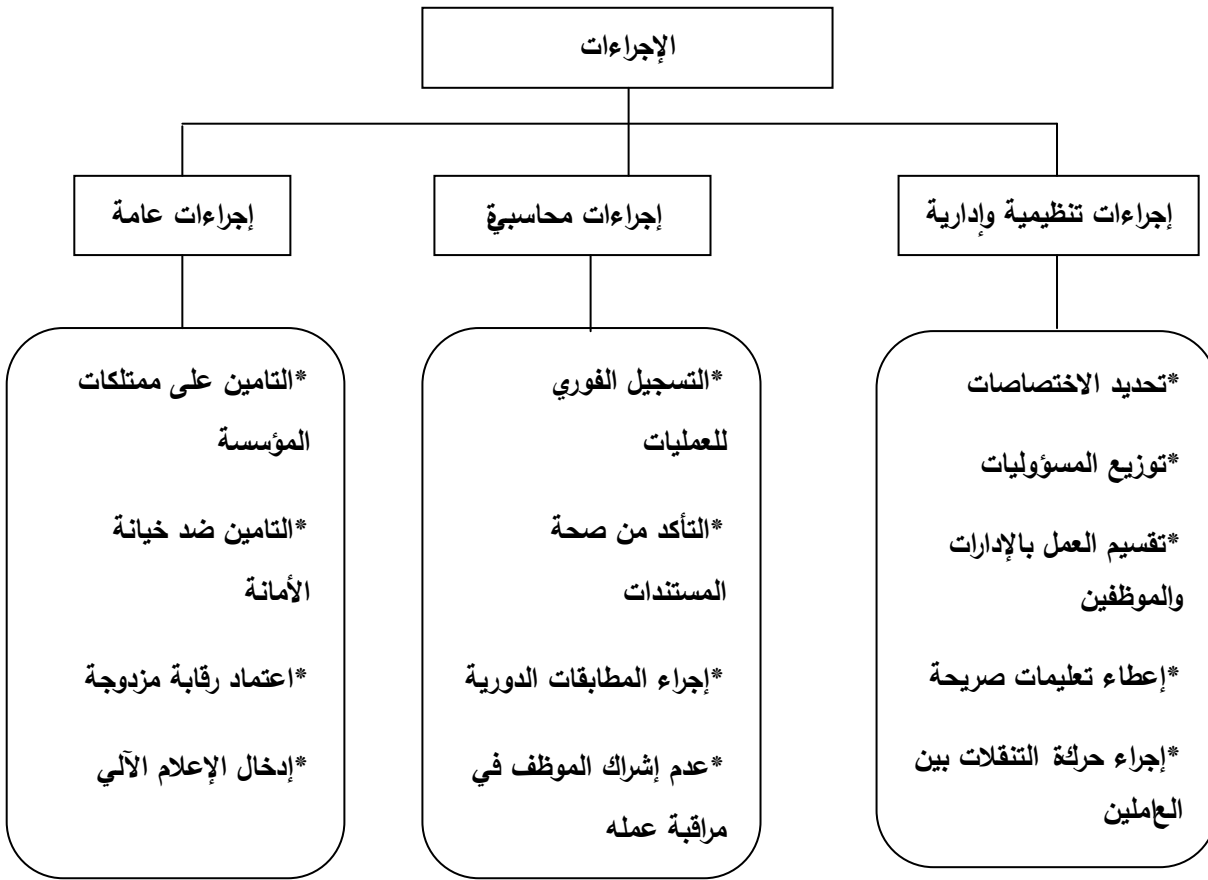 الإجراءات
إجراءات تنظيمية وإدارية
إجراءات محاسبية
إجراءات عامة
*تحديد الاختصاصات
*توزيع المسؤوليات
*تقسيم العمل بالإدارات
والموظفين
*إعطاء تعليمات صريحة
*إجراء حركة التنقلات بين
العاملين
*التسجيل الفوري
للعمليات
*التأكد من صحة
المستندات
*إجراء المطابقات الدورية
*عدم إشراك الموظف في
مراقبة عمله
*التامين على ممتلكات
المؤسسة
*التامين ضد خيانة
الأمانة
*اعتماد رقابة مزدوجة
*إدخال الإعلام الآلي